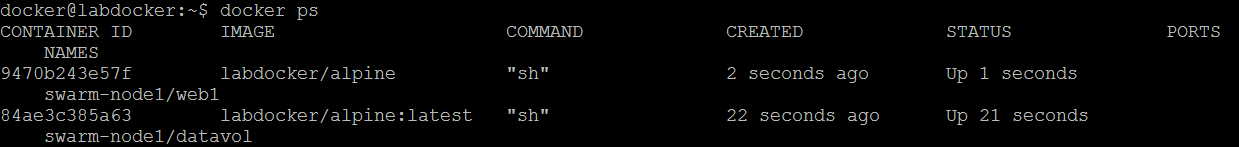 docker@labdocker:~$ docker ps
CONTAINER ID        IMAGE                     COMMAND             CREATED             STATUS              PORTS
    NAMES
9470b243e57f        labdocker/alpine          "sh"                2 seconds ago       Up 1 seconds
    swarm-node1/web1
84ae3c385a63        labdocker/alpine:latest   "sh"                22 seconds ago      Up 21 seconds
    swarm-node1/datavol